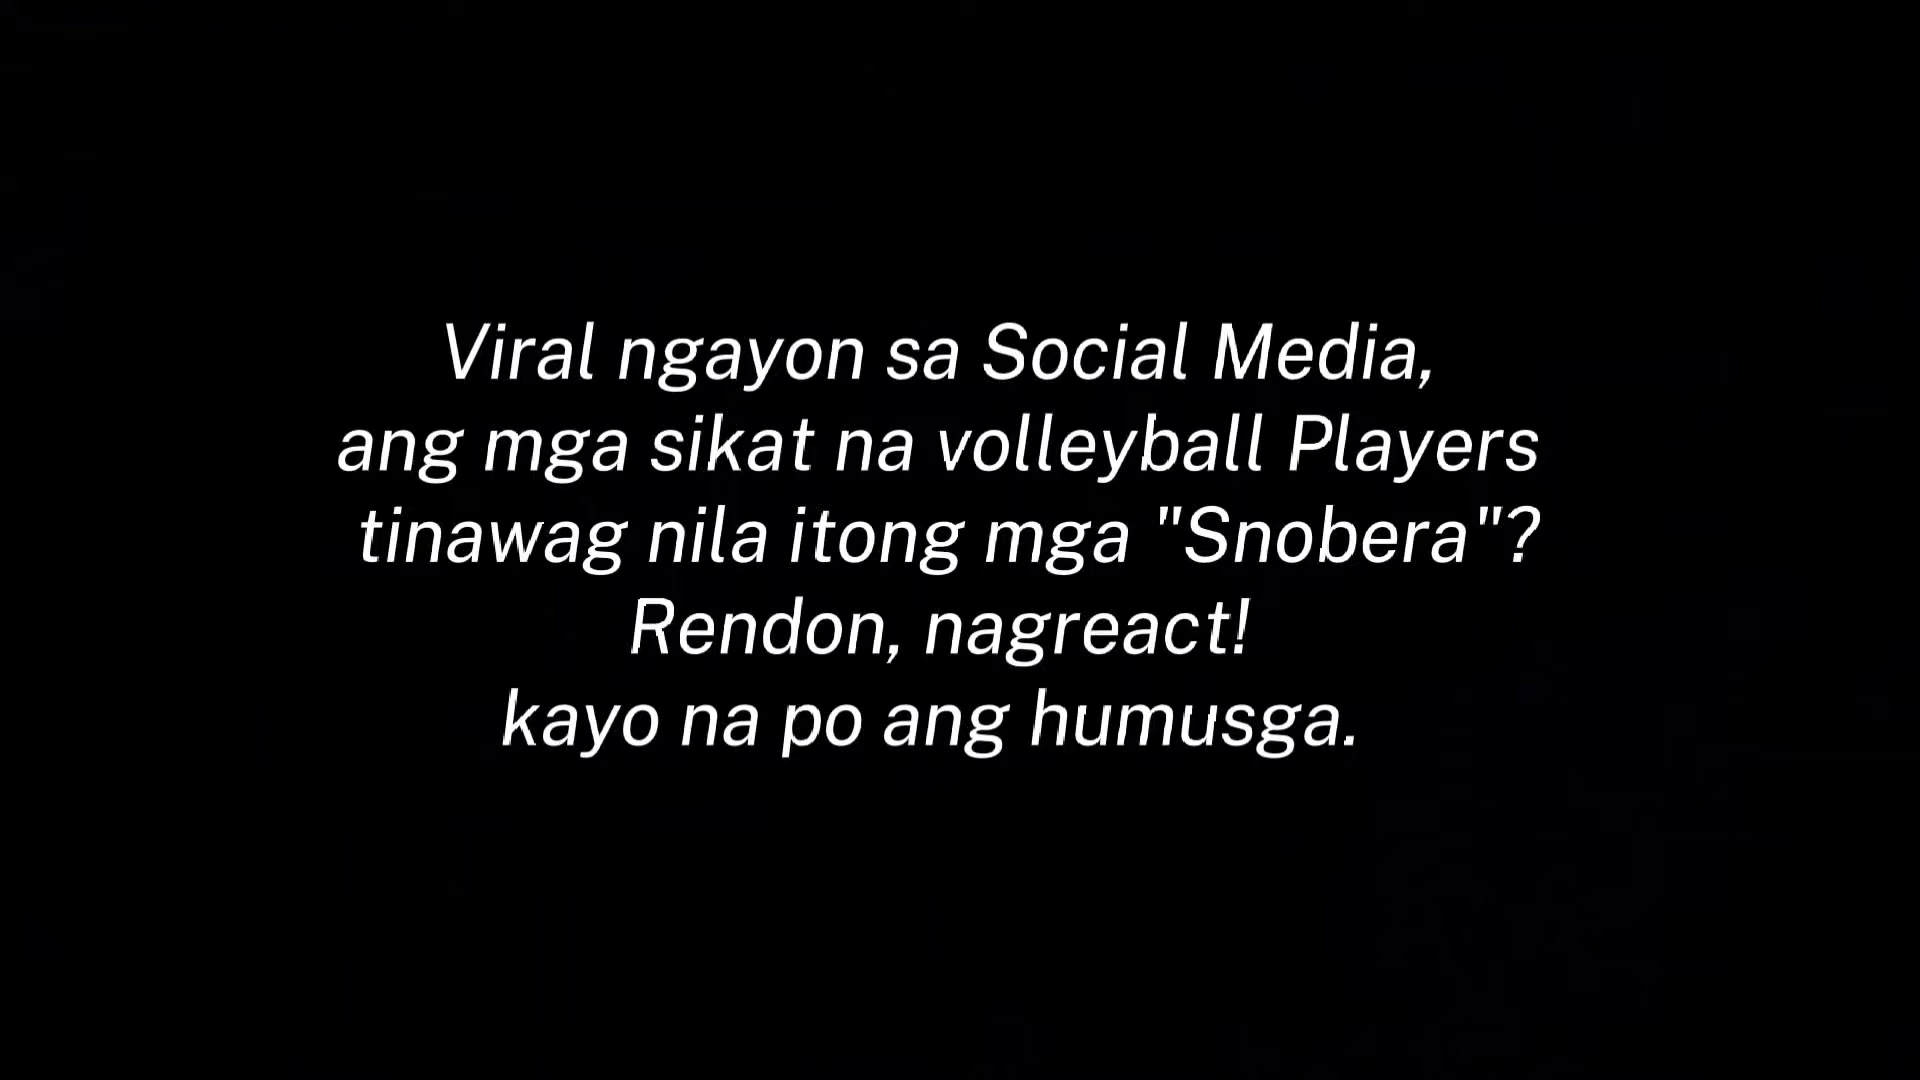 Viral ngayon sa Social Media,
ang mga sikat na volleyball Players
tinawag nila itong mga "Snobera"?
Rendon, nagreact!
kayo na po ang humusga.